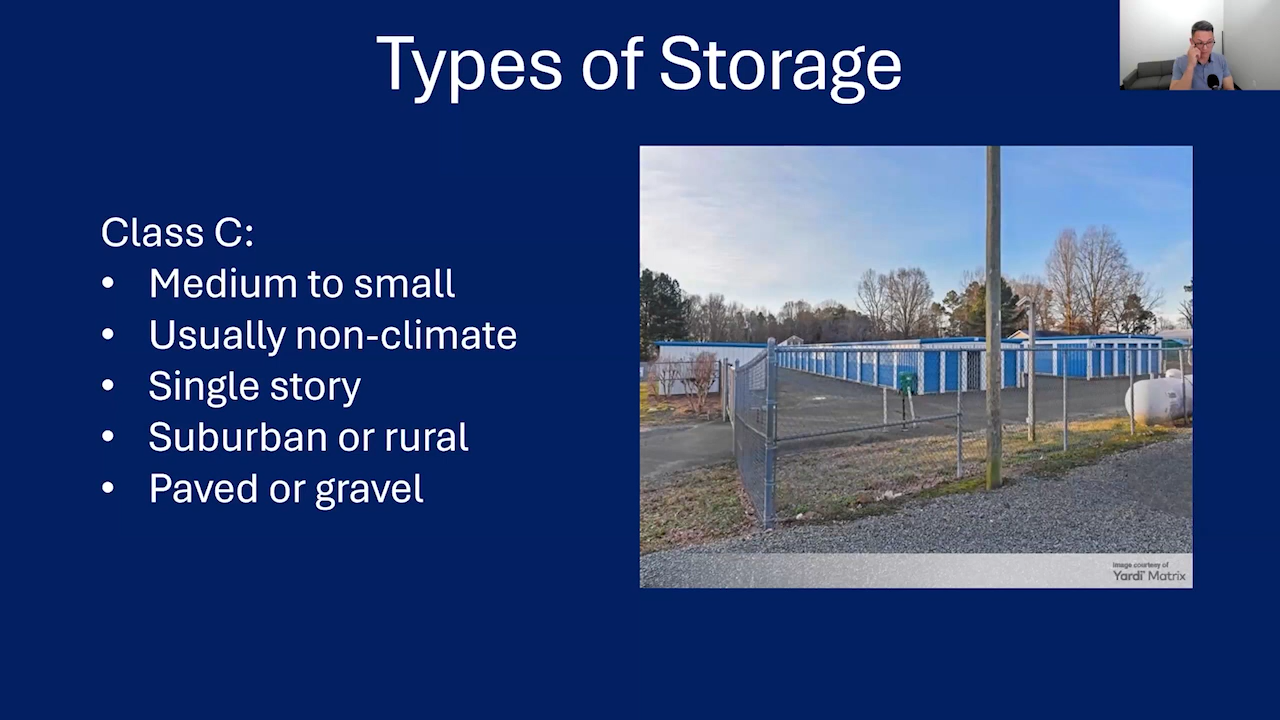 Types of Storage
Class C:
• Medium to small
• Usually non-climate
• Single story
• Suburban or rural
• Paved or gravel
Image courtesy of
Yardi Matrix